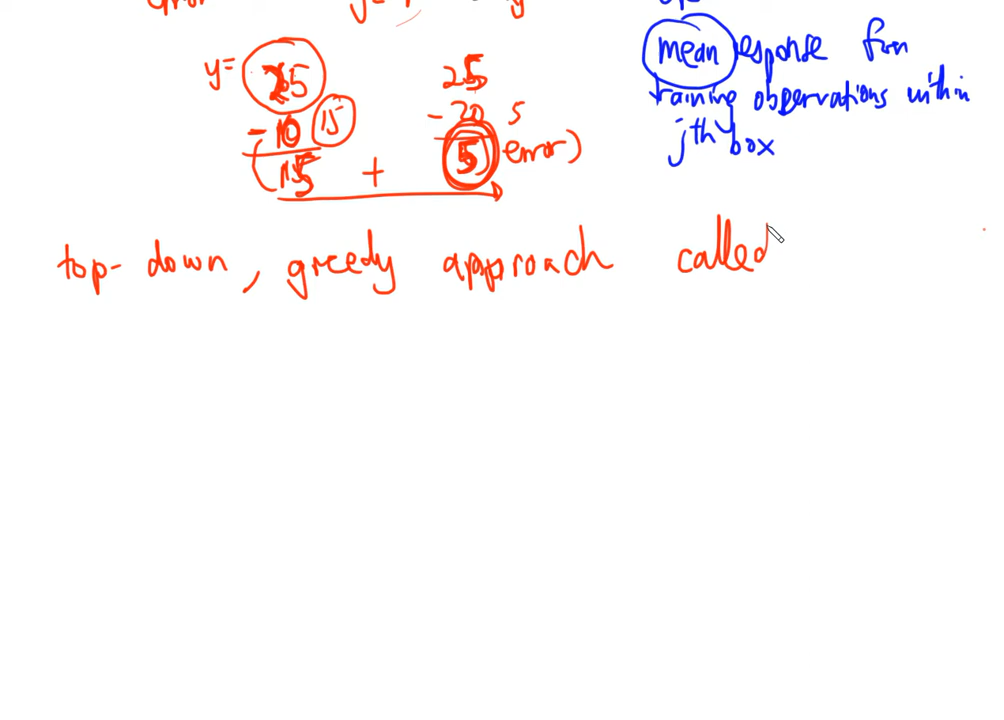 error
y=
y= 25
- 10 15
(15 +
25
- 20 5
5 error)
mean response from
training observations within
jth box
top-down, greedy approach called